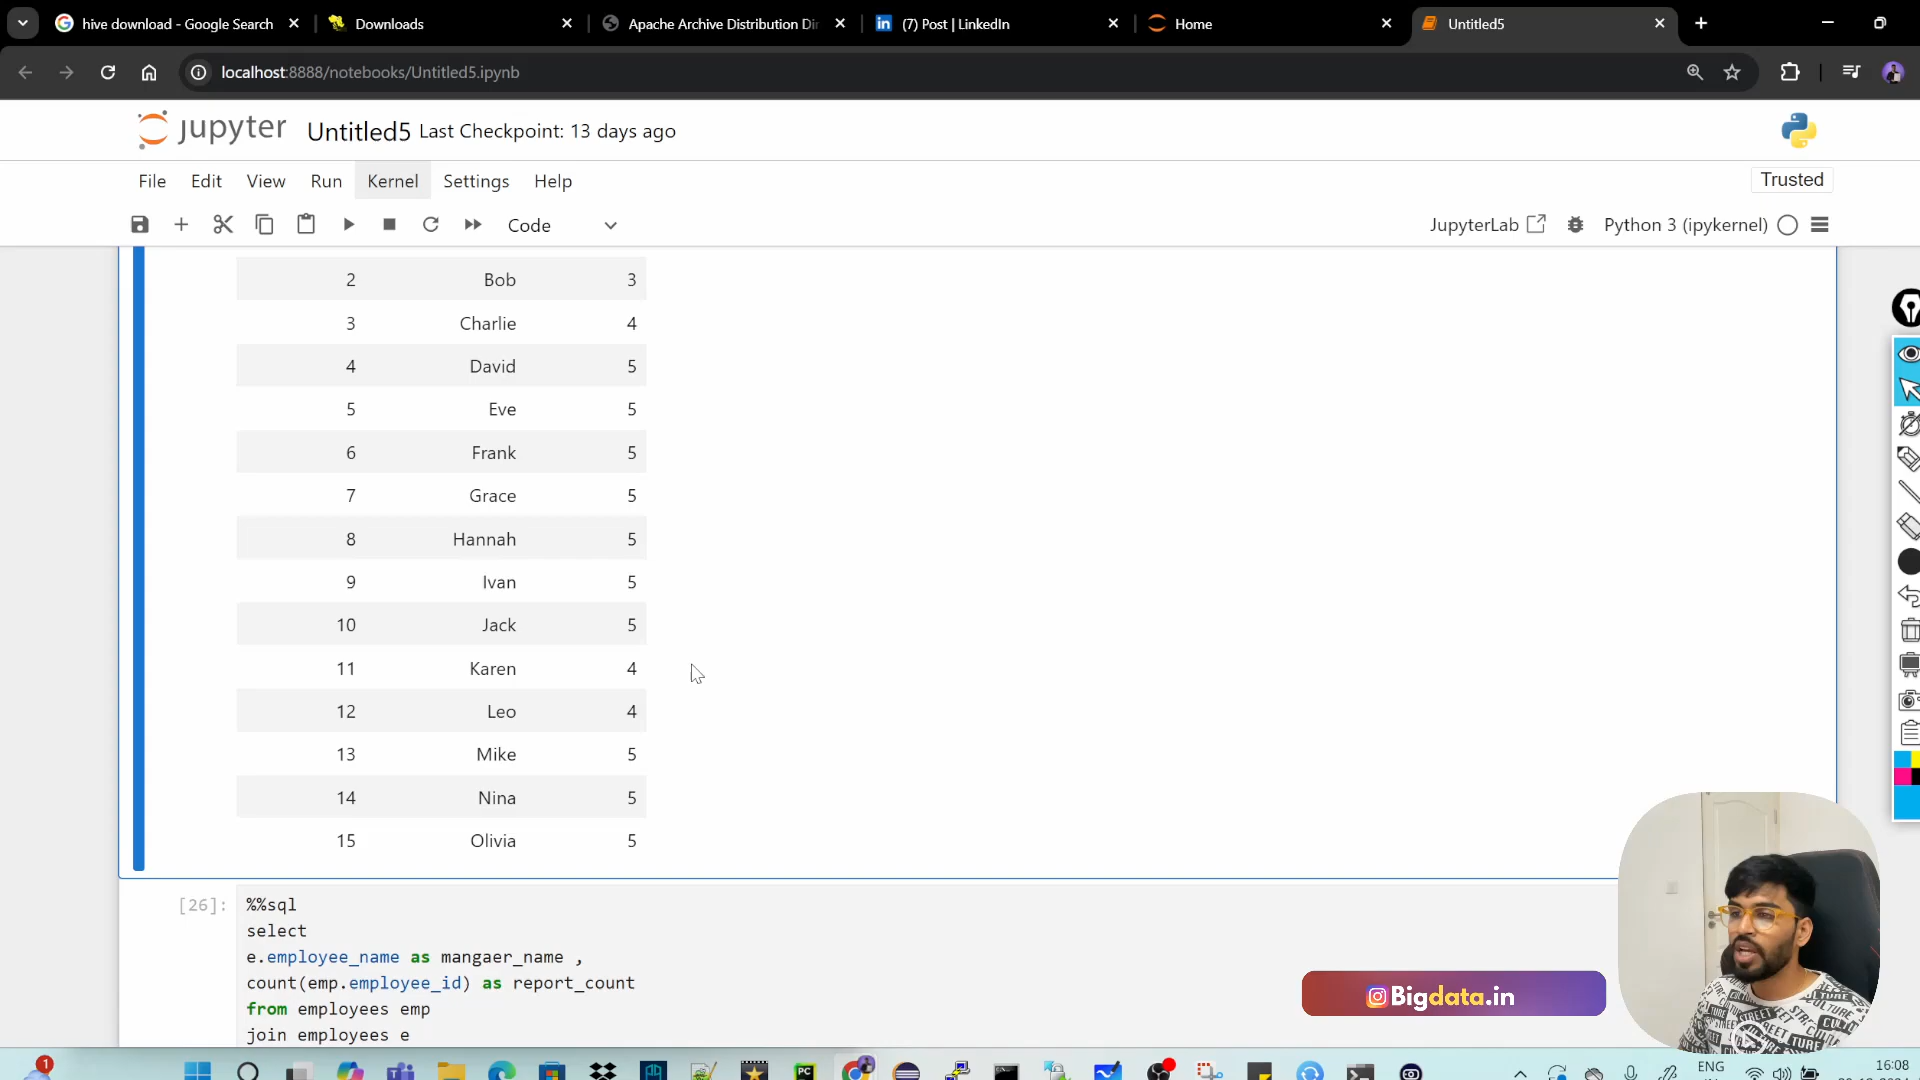 hive download - Google Search
Downloads
Apache Archive Distribution Dir
(7) Post | LinkedIn
Home
Untitled5
localhost:8888/notebooks/Untitled5.ipynb
jupyter Untitled5 Last Checkpoint: 13 days ago
File Edit View Run Kernel Settings Help
Trusted
Code
JupyterLab
Python 3 (ipykernel)
2 Bob 3
3 Charlie 4
4 David 5
5 Eve 5
6 Frank 5
7 Grace 5
8 Hannah 5
9 Ivan 5
10 Jack 5
11 Karen 4
12 Leo 4
13 Mike 5
14 Nina 5
15 Olivia 5
[26]: %%sql
select
e.employee_name as mangaer_name ,
count(emp.employee_id) as report_count
from employees emp
join employees e
Bigdata.in
ENG
16:08